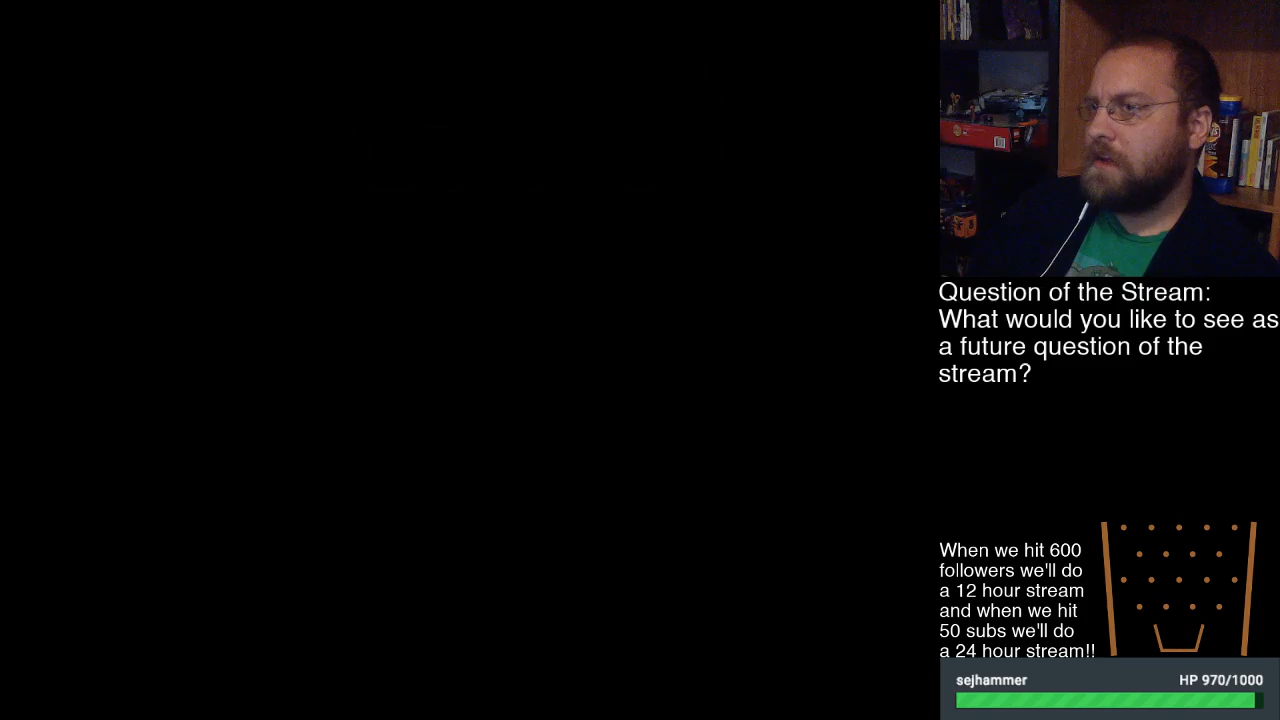 Question of the Stream:
What would you like to see as
a future question of the
stream?
When we hit 600
followers we'll do
a 12 hour stream
and when we hit
50 subs we'll do
a 24 hour stream!!
sejhammer HP 970/1000